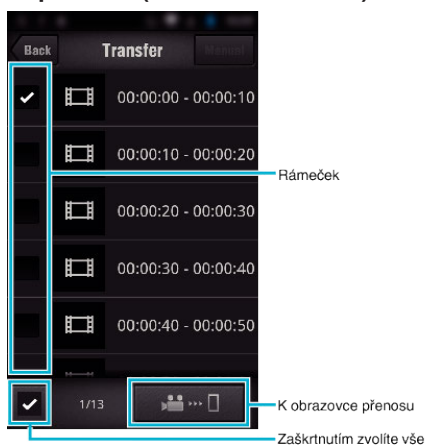 Back
Transfer
Manual
00:00:00 - 00:00:10
00:00:10 - 00:00:20
Rámeček
00:00:20 - 00:00:30
00:00:30 - 00:00:40
00:00:40 - 00:00:50
1/13
K obrazovce přenosu
Zaškrtnutím zvolíte vše